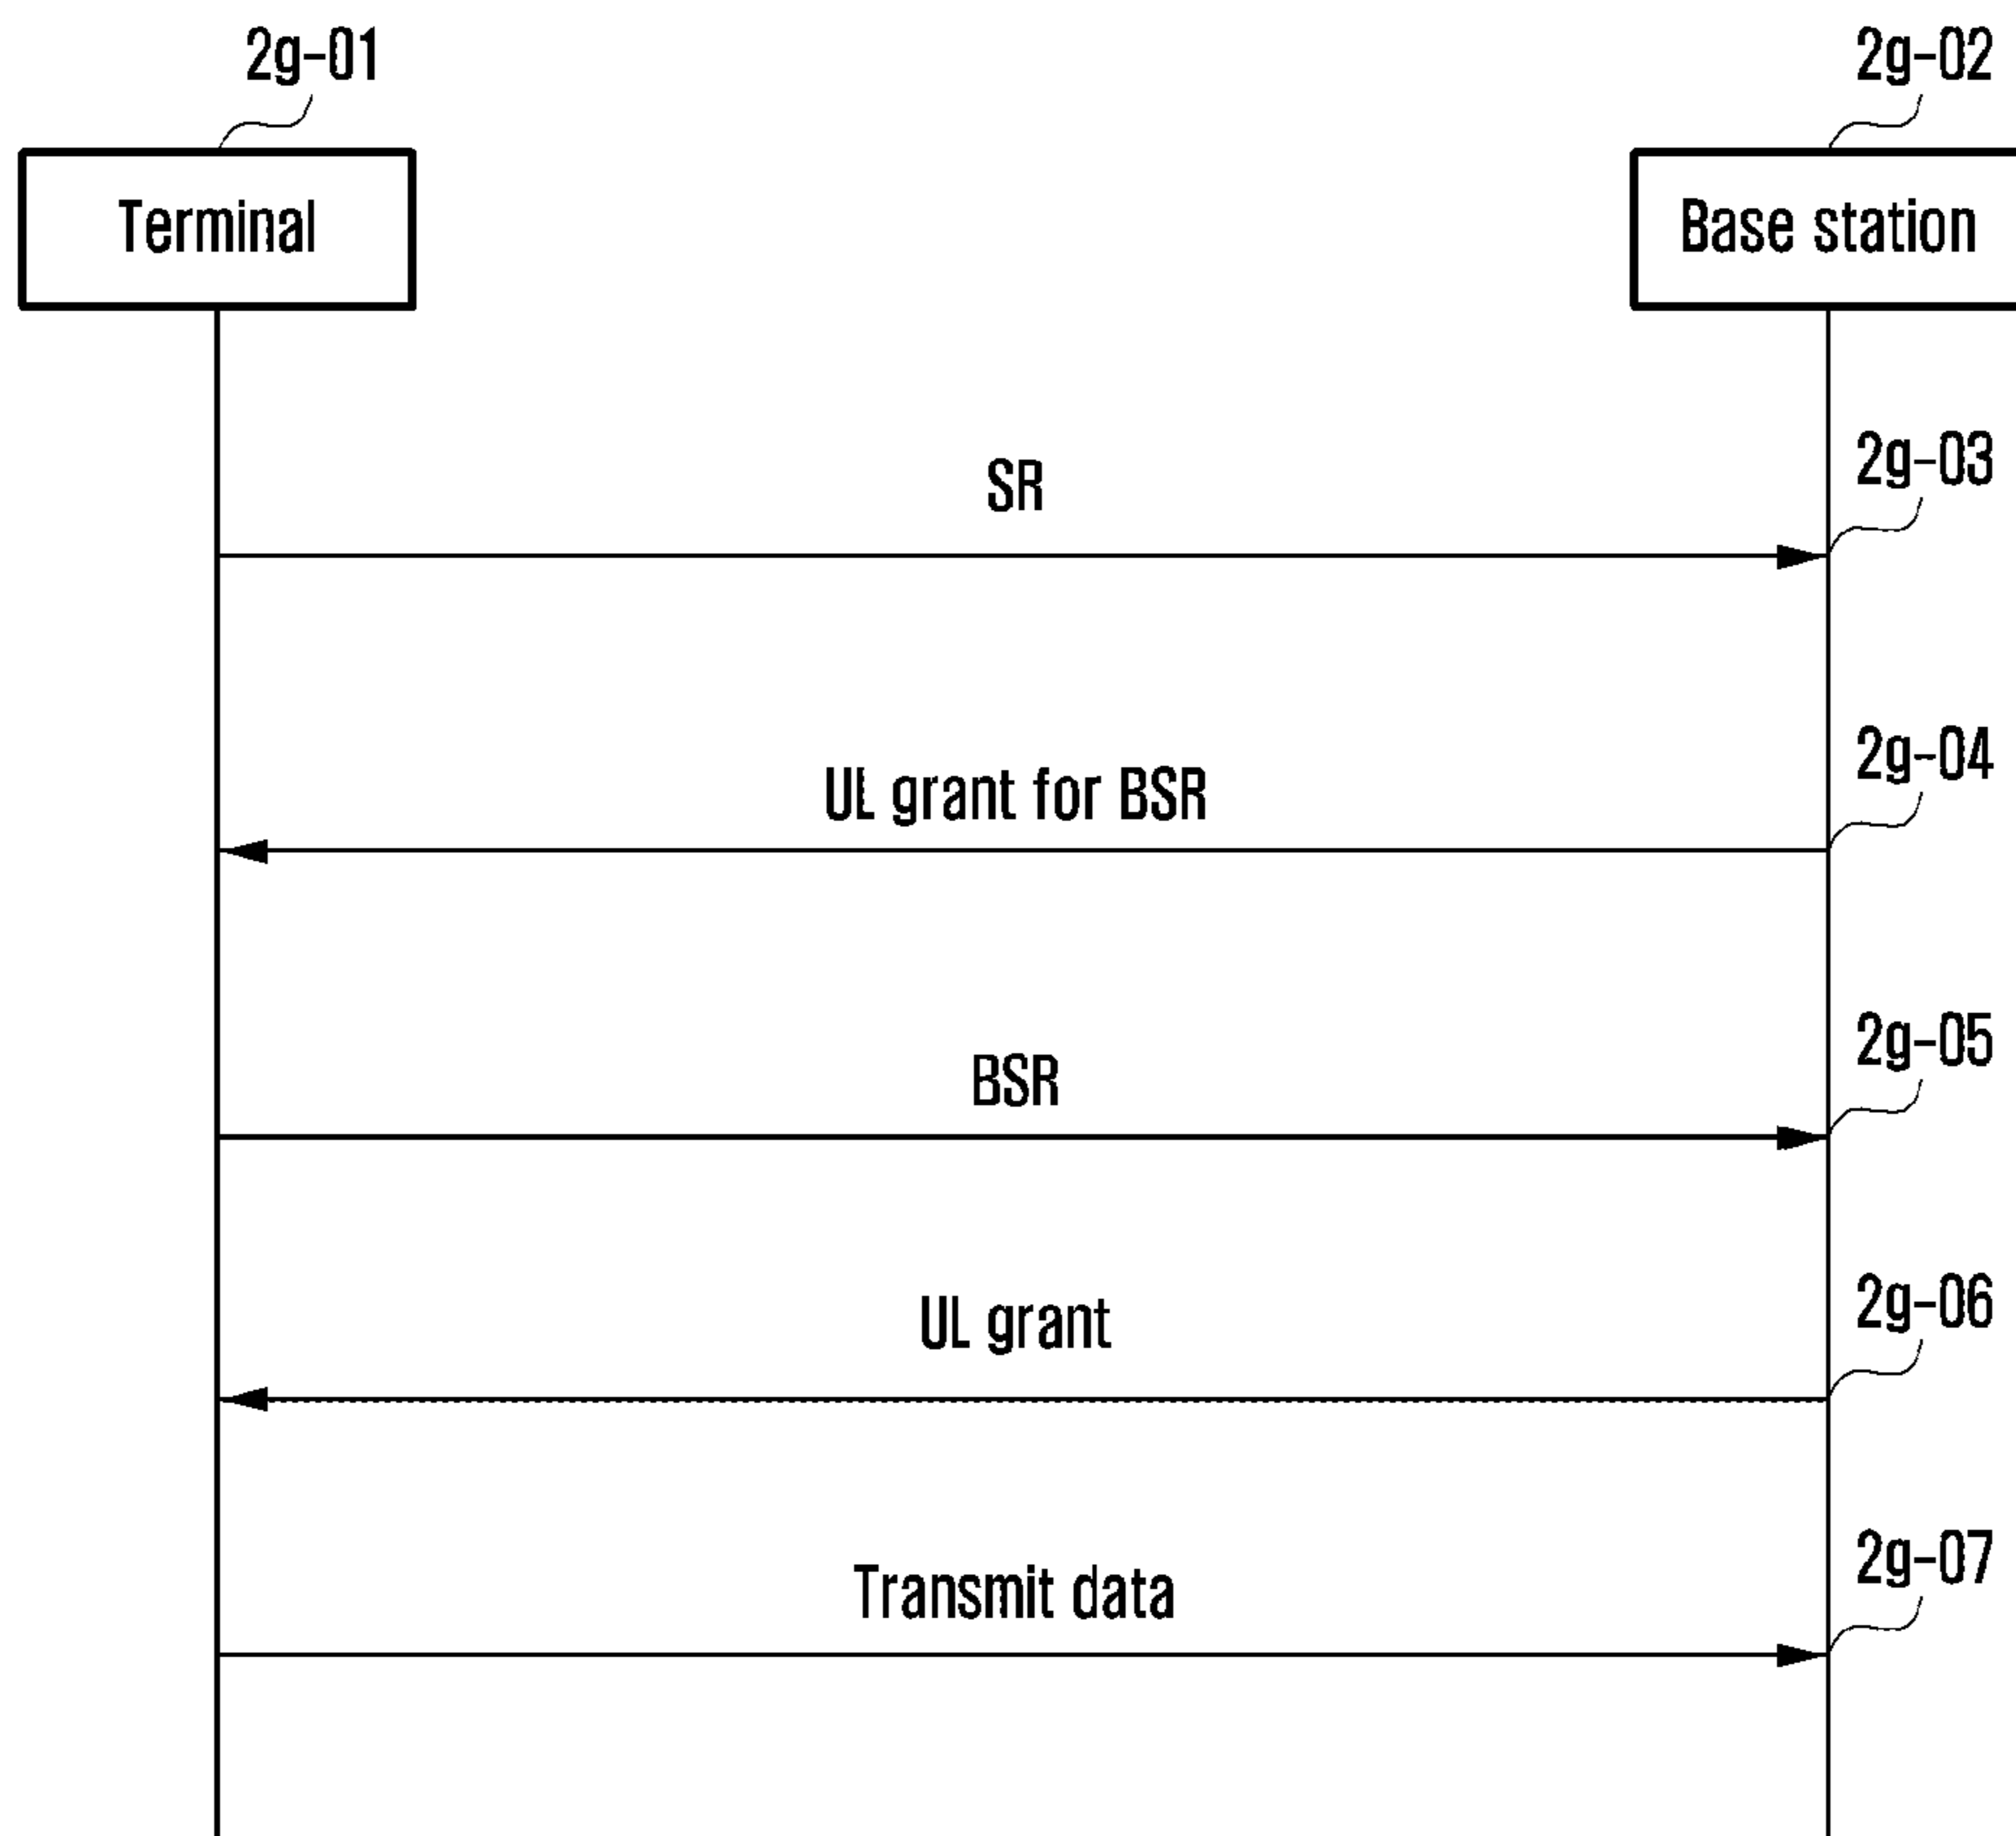 2g-01
2g-02
Terminal
Base station
SR
2g-03
UL grant for BSR
2g-04
BSR
2g-05
UL grant
2g-06
Transmit data
2g-07